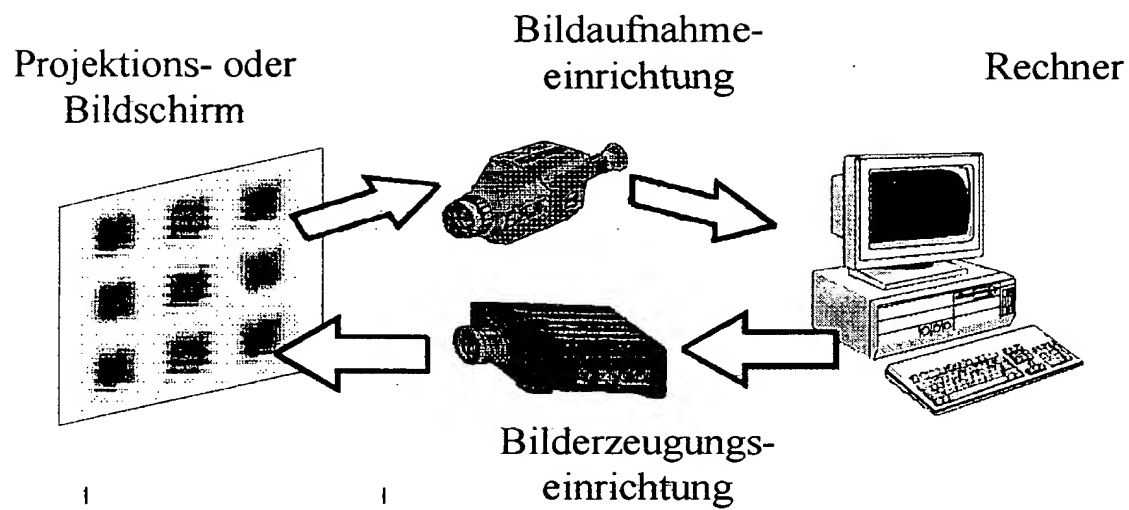 Projektions- oder
Bildschirm
Bildaufnahme-
einrichtung
Rechner
Bilderzeugungs-
einrichtung